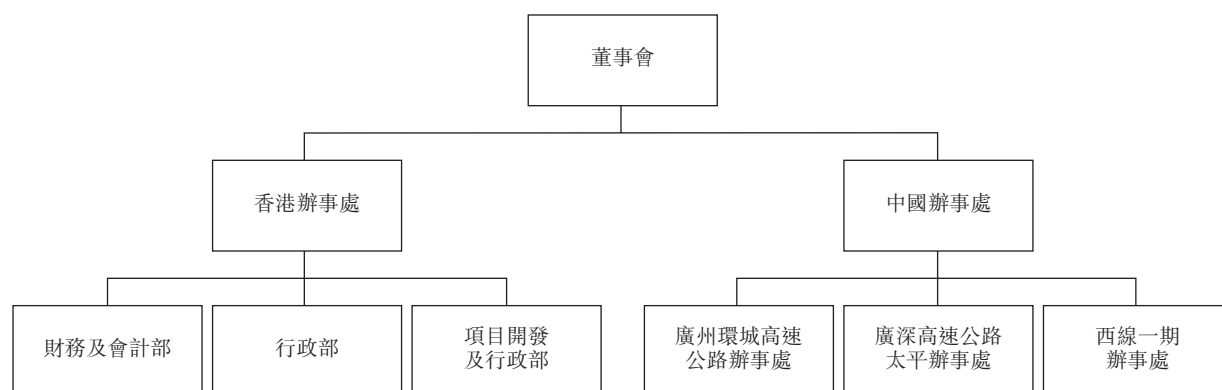 董事會
香港辦事處
中國辦事處
財務及會計部
行政部
項目開發
及行政部
廣州環城高速
公路辦事處
廣深高速公路
太平辦事處
西線一期
辦事處